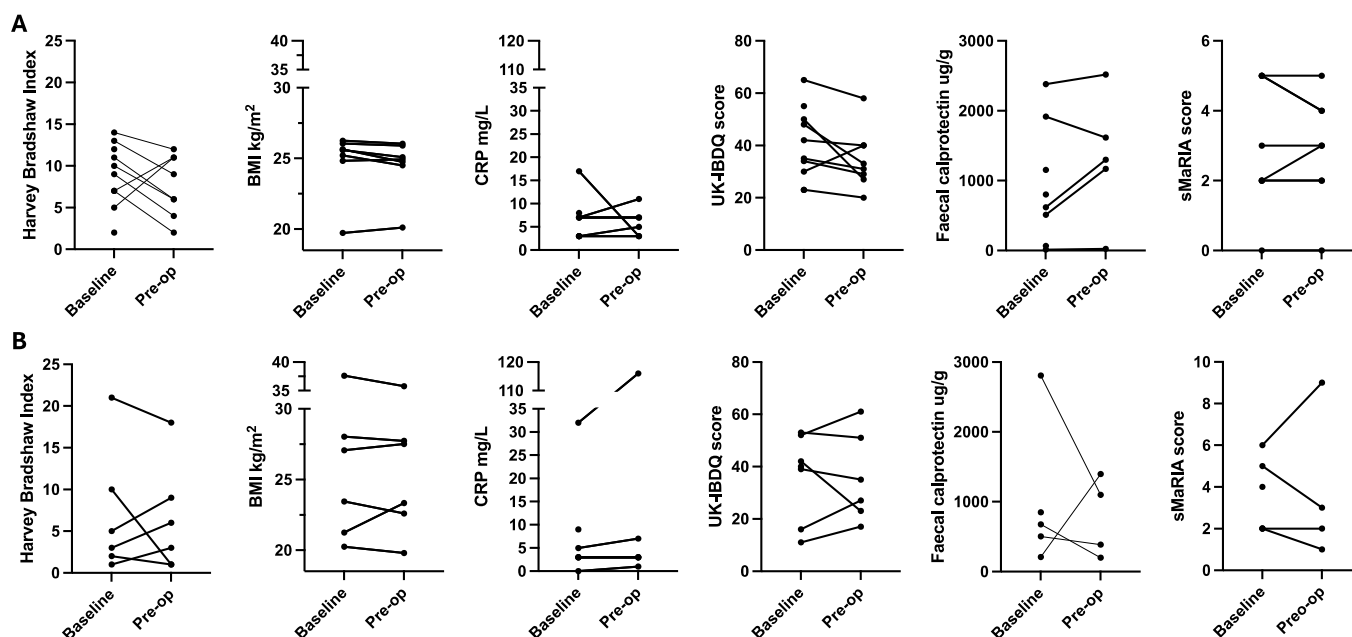 A
Harvey Bradshaw Index
25
20
15
10
5
0
Baseline
Pre-op
BMI kg/m²
40
35
30
25
20
Baseline
Pre-op
CRP mg/L
120
110
35
30
25
20
15
10
5
0
Baseline
Pre-op
UK-IBDQ score
80
60
40
20
0
Baseline
Pre-op
Faecal calprotectin ug/g
3000
2000
1000
0
Baseline
Pre-op
sMaRIA score
6
4
2
0
Baseline
Pre-op
B
Harvey Bradshaw Index
25
20
15
10
5
0
Baseline
Pre-op
BMI kg/m²
40
35
30
25
20
Baseline
Pre-op
CRP mg/L
120
110
35
30
25
20
15
10
5
0
Baseline
Pre-op
UK-IBDQ score
80
60
40
20
0
Baseline
Pre-op
Faecal calprotectin ug/g
3000
2000
1000
0
Baseline
Pre-op
sMaRIA score
10
8
6
4
2
0
Baseline
Preo-op